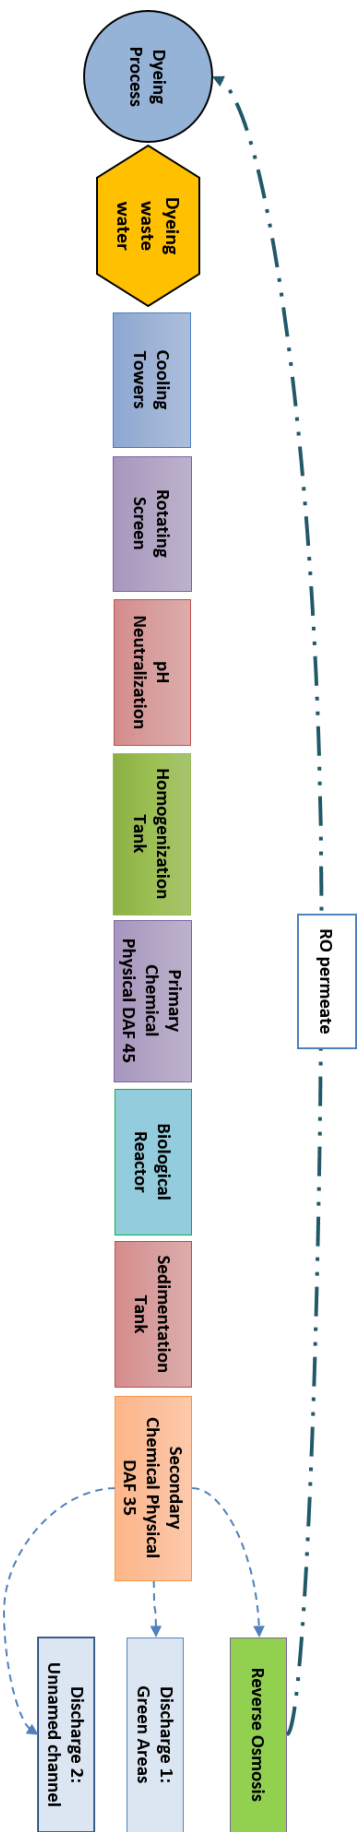 Dyeing
Process
Dyeing
waste
water
Cooling
Towers
Rotating
Screen
pH
Neutralization
Homogenization
Tank
Primary
Chemical
Physical DAF 45
Biological
Reactor
Sedimentation
Tank
Secondary
Chemical Physical
DAF 35
Reverse Osmosis
Discharge 1:
Green Areas
Discharge 2:
Unnamed channel
RO permeate